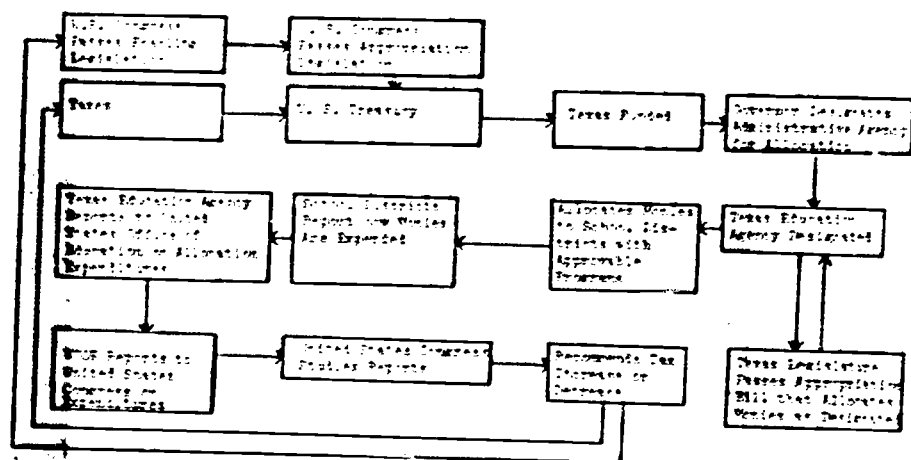 U.S. Congress
Passes Enabling
Legislation
U. S. Congress
Passes Appropriation
Legislation
Taxes
U. S. Treasury
Texas Funded
Governor Designates
Administrative Agency
for Allocation
Texas Education Agency
Reports to United
States Office of
Education on Allocation
Expenditures
School Districts
Report how Monies
Are Expended
Allocates Monies
to School Dis-
tricts with
Approvable
Programs
Texas Education
Agency Designated
USOE Reports to
United States
Congress on
Expenditures
United States Congress
Studies Reports
Recommends Tax
Increase or
Decrease
Texas Legislature
Passes Appropriation
Bill that Allocates
Monies as Designated